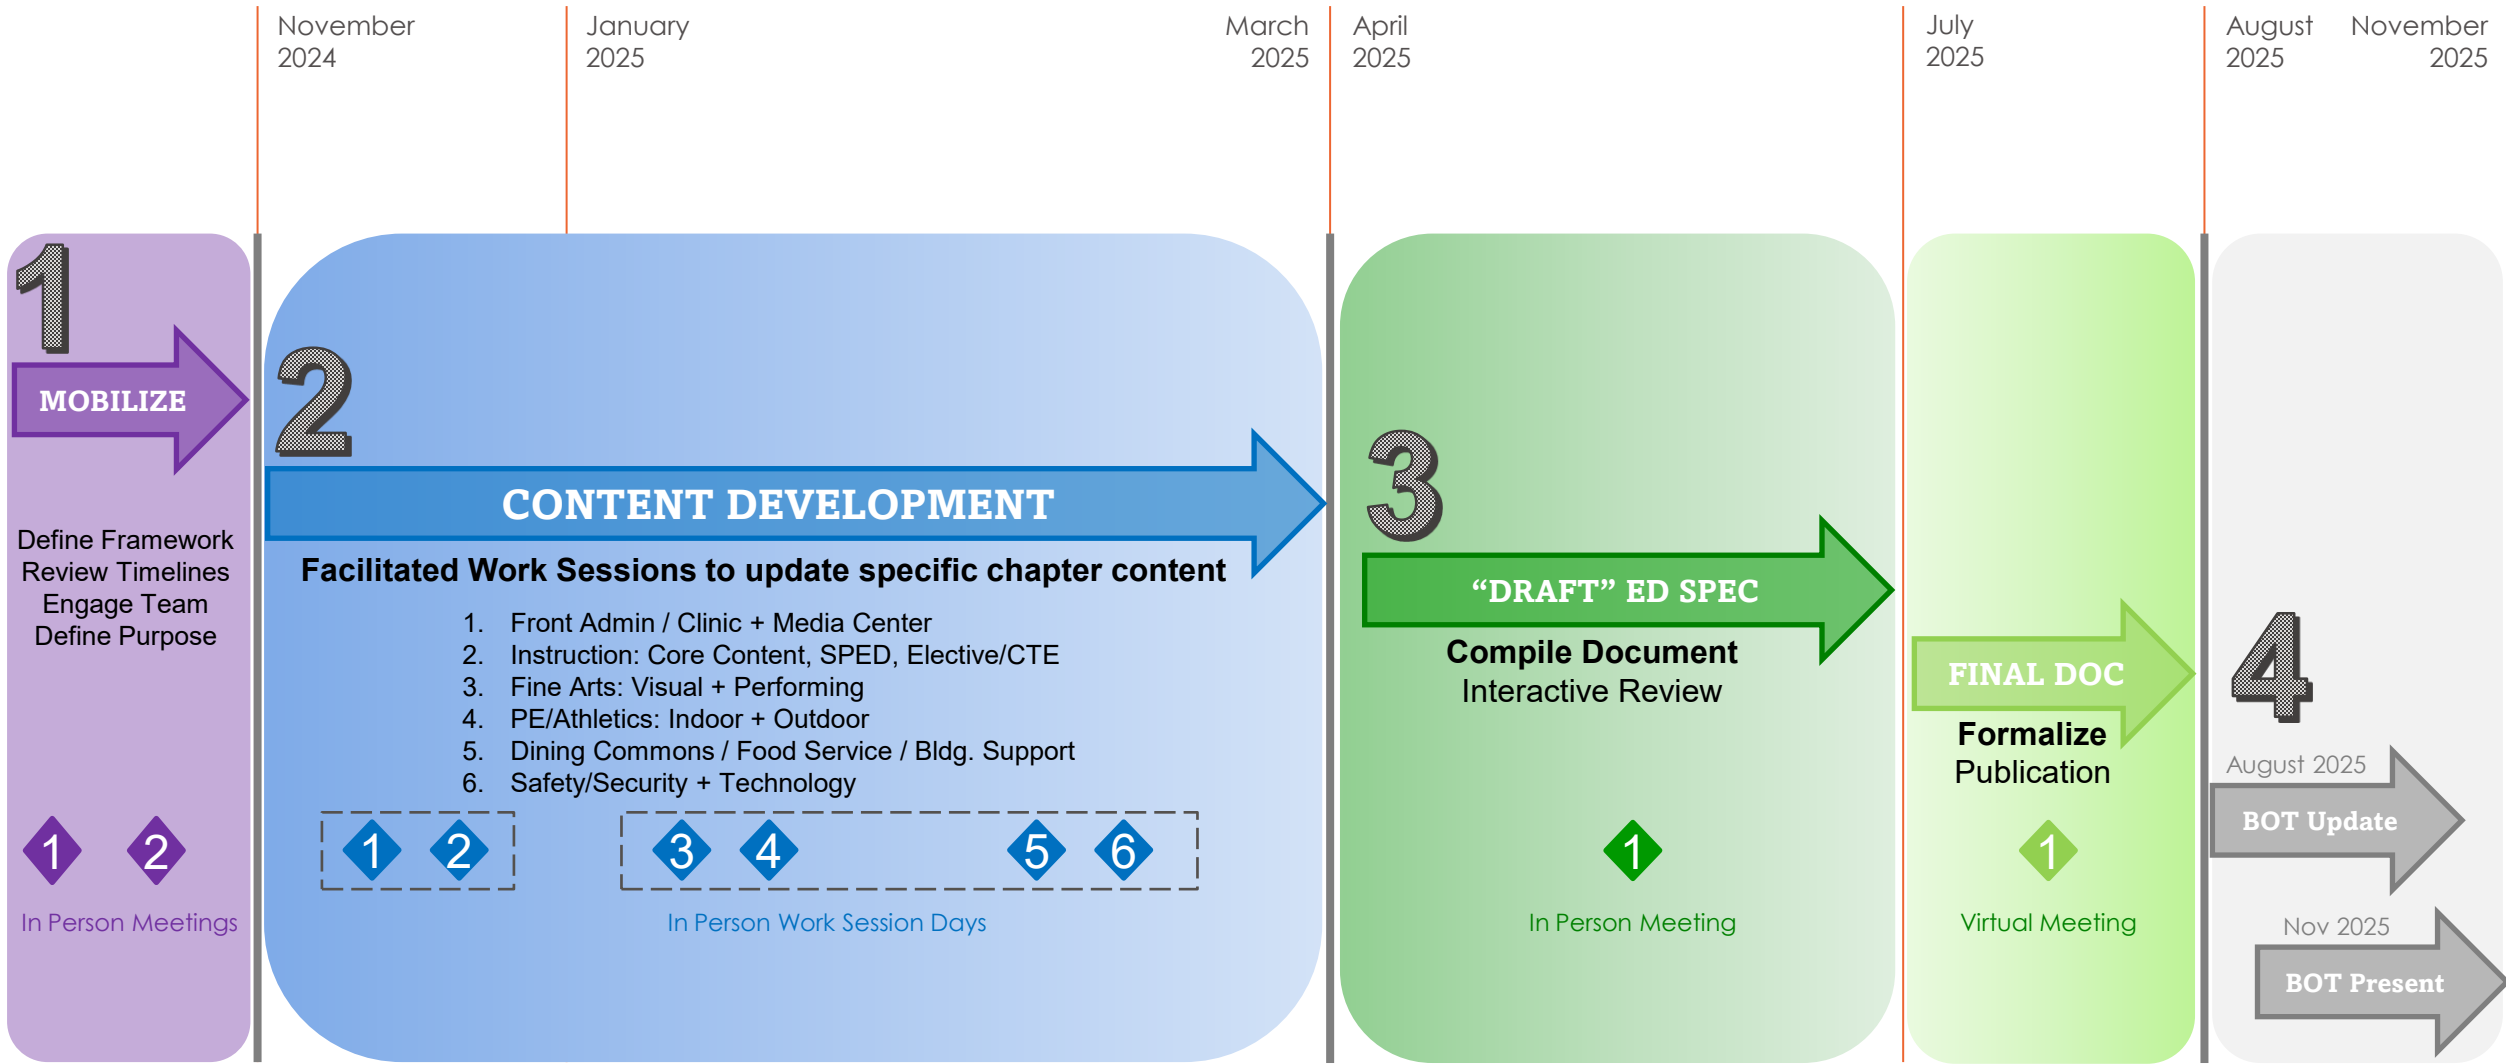 November
2024
January
2025
March
2025
April
2025
July
2025
August
2025
November
2025
1
MOBILIZE
Define Framework
Review Timelines
Engage Team
Define Purpose
1 2
In Person Meetings
2
CONTENT DEVELOPMENT
Facilitated Work Sessions to update specific chapter content
1. Front Admin / Clinic + Media Center
2. Instruction: Core Content, SPED, Elective/CTE
3. Fine Arts: Visual + Performing
4. PE/Athletics: Indoor + Outdoor
5. Dining Commons / Food Service / Bldg. Support
6. Safety/Security + Technology
1 2 3 4 5 6
In Person Work Session Days
3
“DRAFT” ED SPEC
Compile Document
Interactive Review
1
In Person Meeting
FINAL DOC
Formalize
Publication
1
Virtual Meeting
4
August 2025
BOT Update
Nov 2025
BOT Present